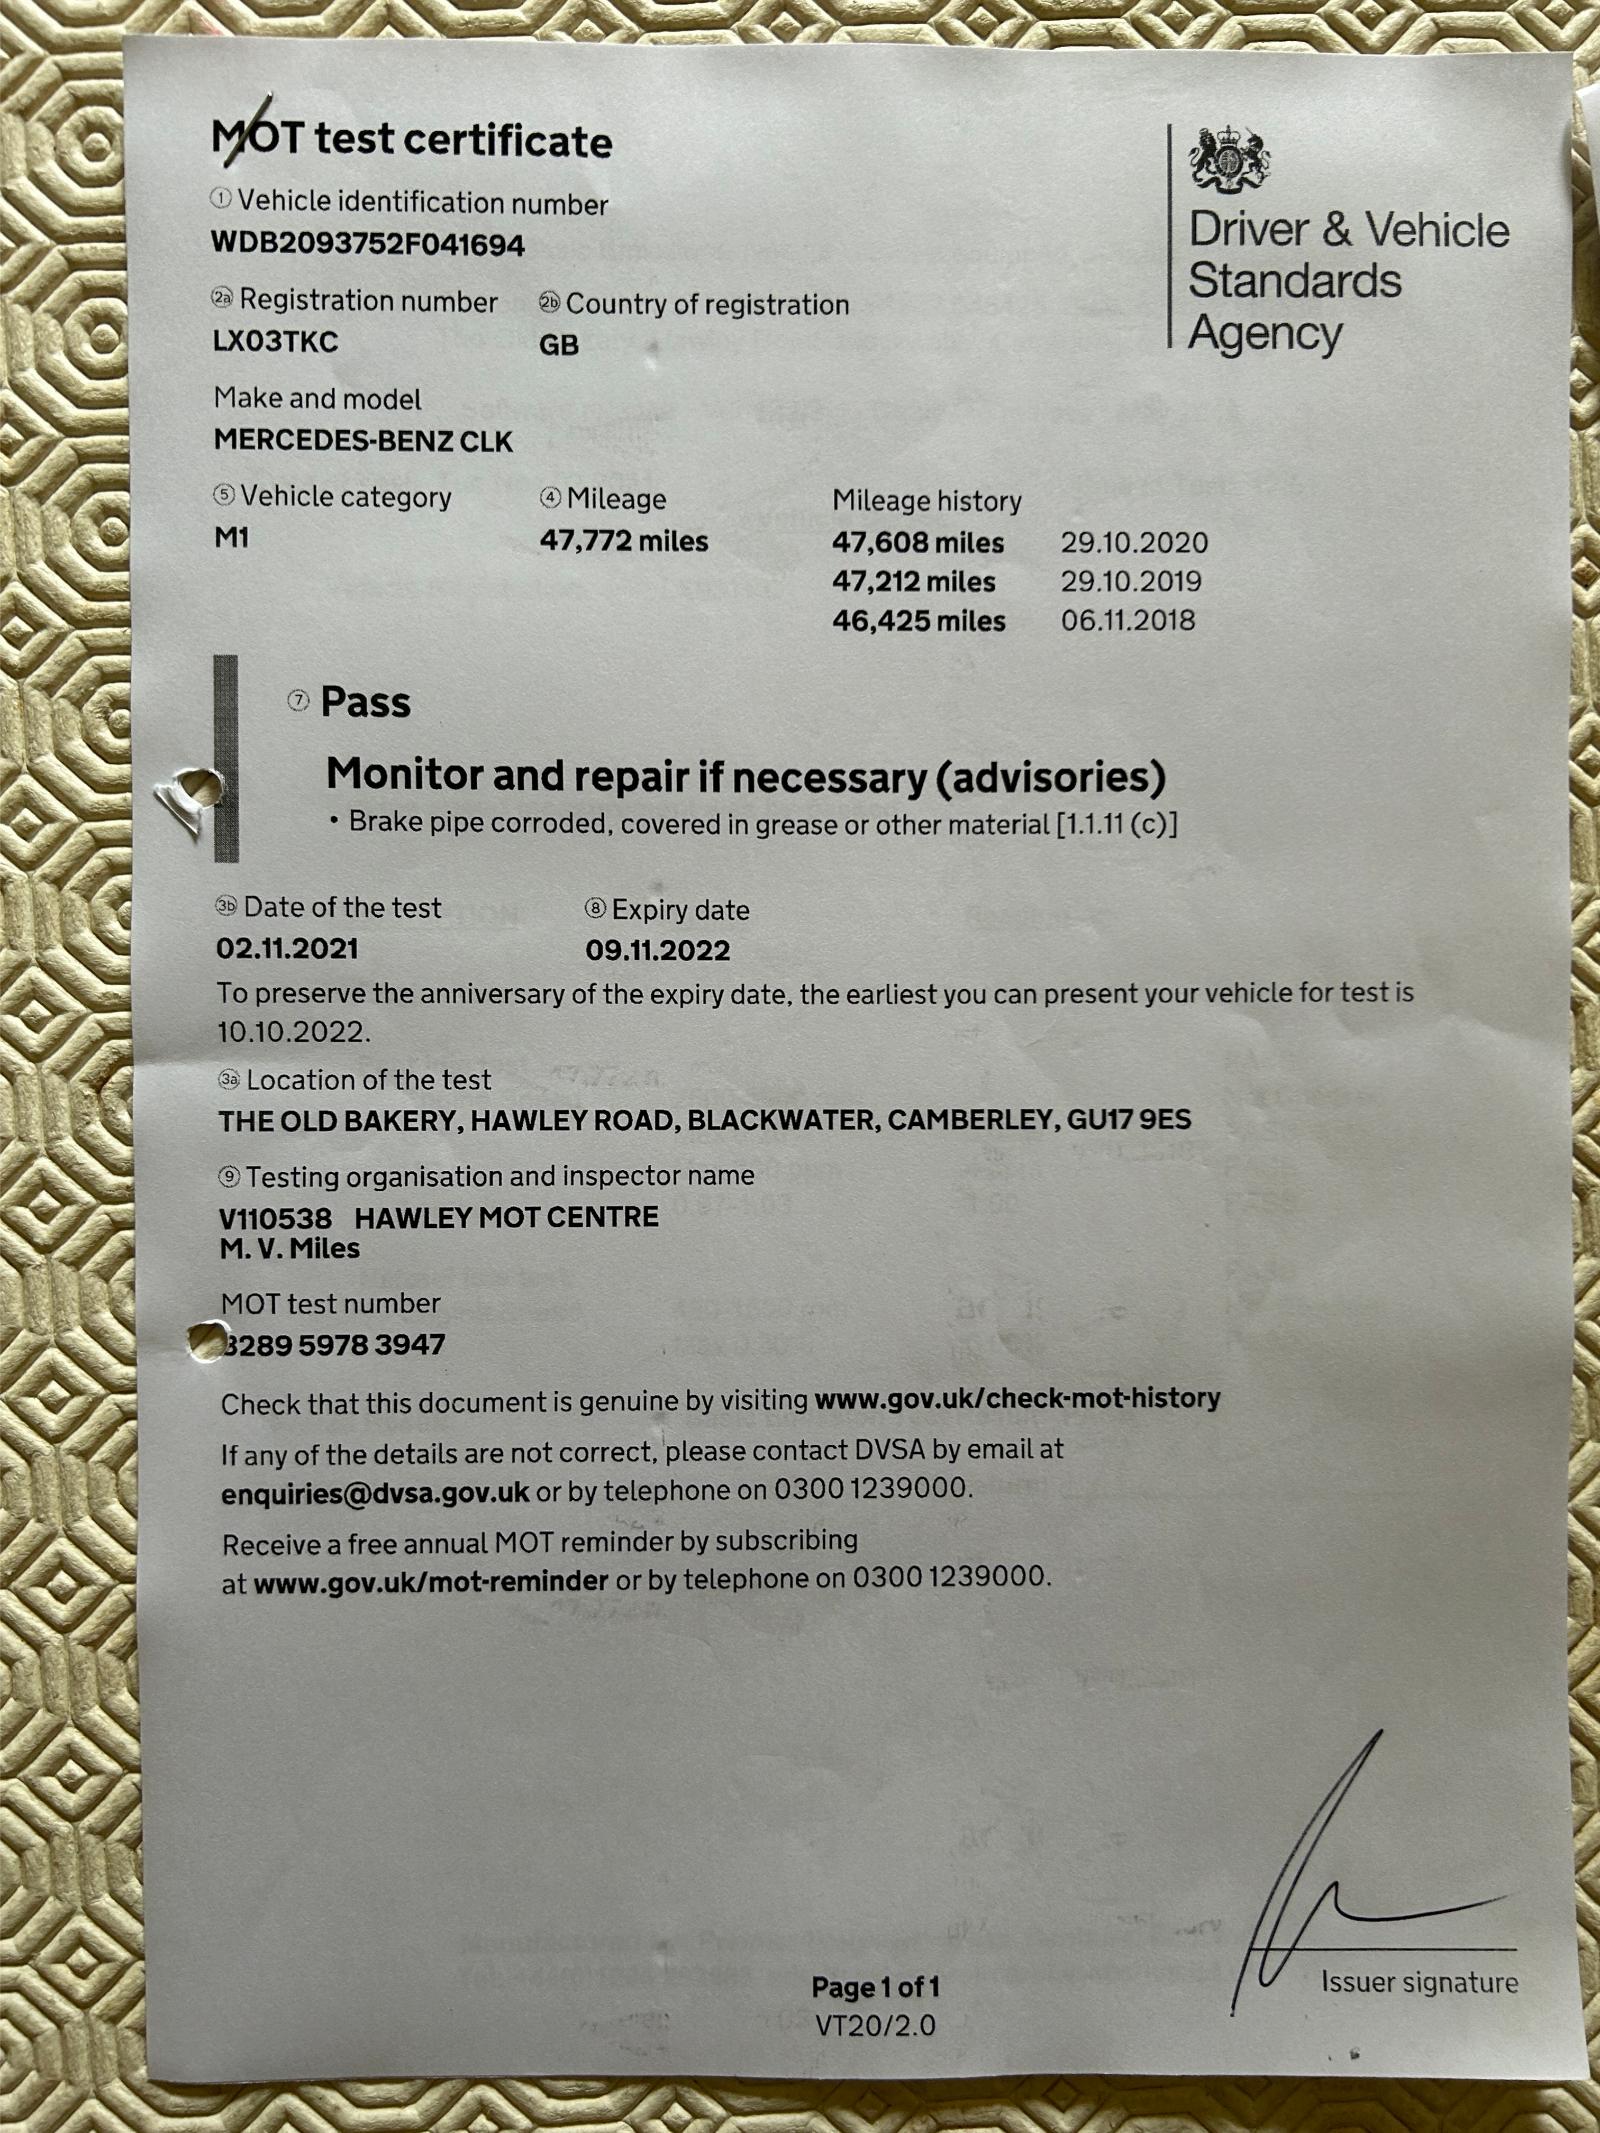 MOT test certificate
① Vehicle identification number
WDB2093752F041694
2a Registration number 2b Country of registration
LX03TKC GB
Driver & Vehicle
Standards
Agency
Make and model
MERCEDES-BENZ CLK
⑤ Vehicle category ④ Mileage Mileage history
M1 47,772 miles 47,608 miles 29.10.2020
47,212 miles 29.10.2019
46,425 miles 06.11.2018
⑦ Pass
Monitor and repair if necessary (advisories)
• Brake pipe corroded, covered in grease or other material [1.1.11 (c)]
3b Date of the test ⑧ Expiry date
02.11.2021 09.11.2022
To preserve the anniversary of the expiry date, the earliest you can present your vehicle for test is
10.10.2022.
3a Location of the test
THE OLD BAKERY, HAWLEY ROAD, BLACKWATER, CAMBERLEY, GU17 9ES
⑨ Testing organisation and inspector name
V110538 HAWLEY MOT CENTRE
M. V. Miles
MOT test number
5978 3947
Check that this document is genuine by visiting www.gov.uk/check-mot-history
If any of the details are not correct, please contact DVSA by email at
enquiries@dvsa.gov.uk or by telephone on 0300 1239000.
Receive a free annual MOT reminder by subscribing
at www.gov.uk/mot-reminder or by telephone on 0300 1239000.
Issuer signature
Page 1 of 1
VT20/2.0